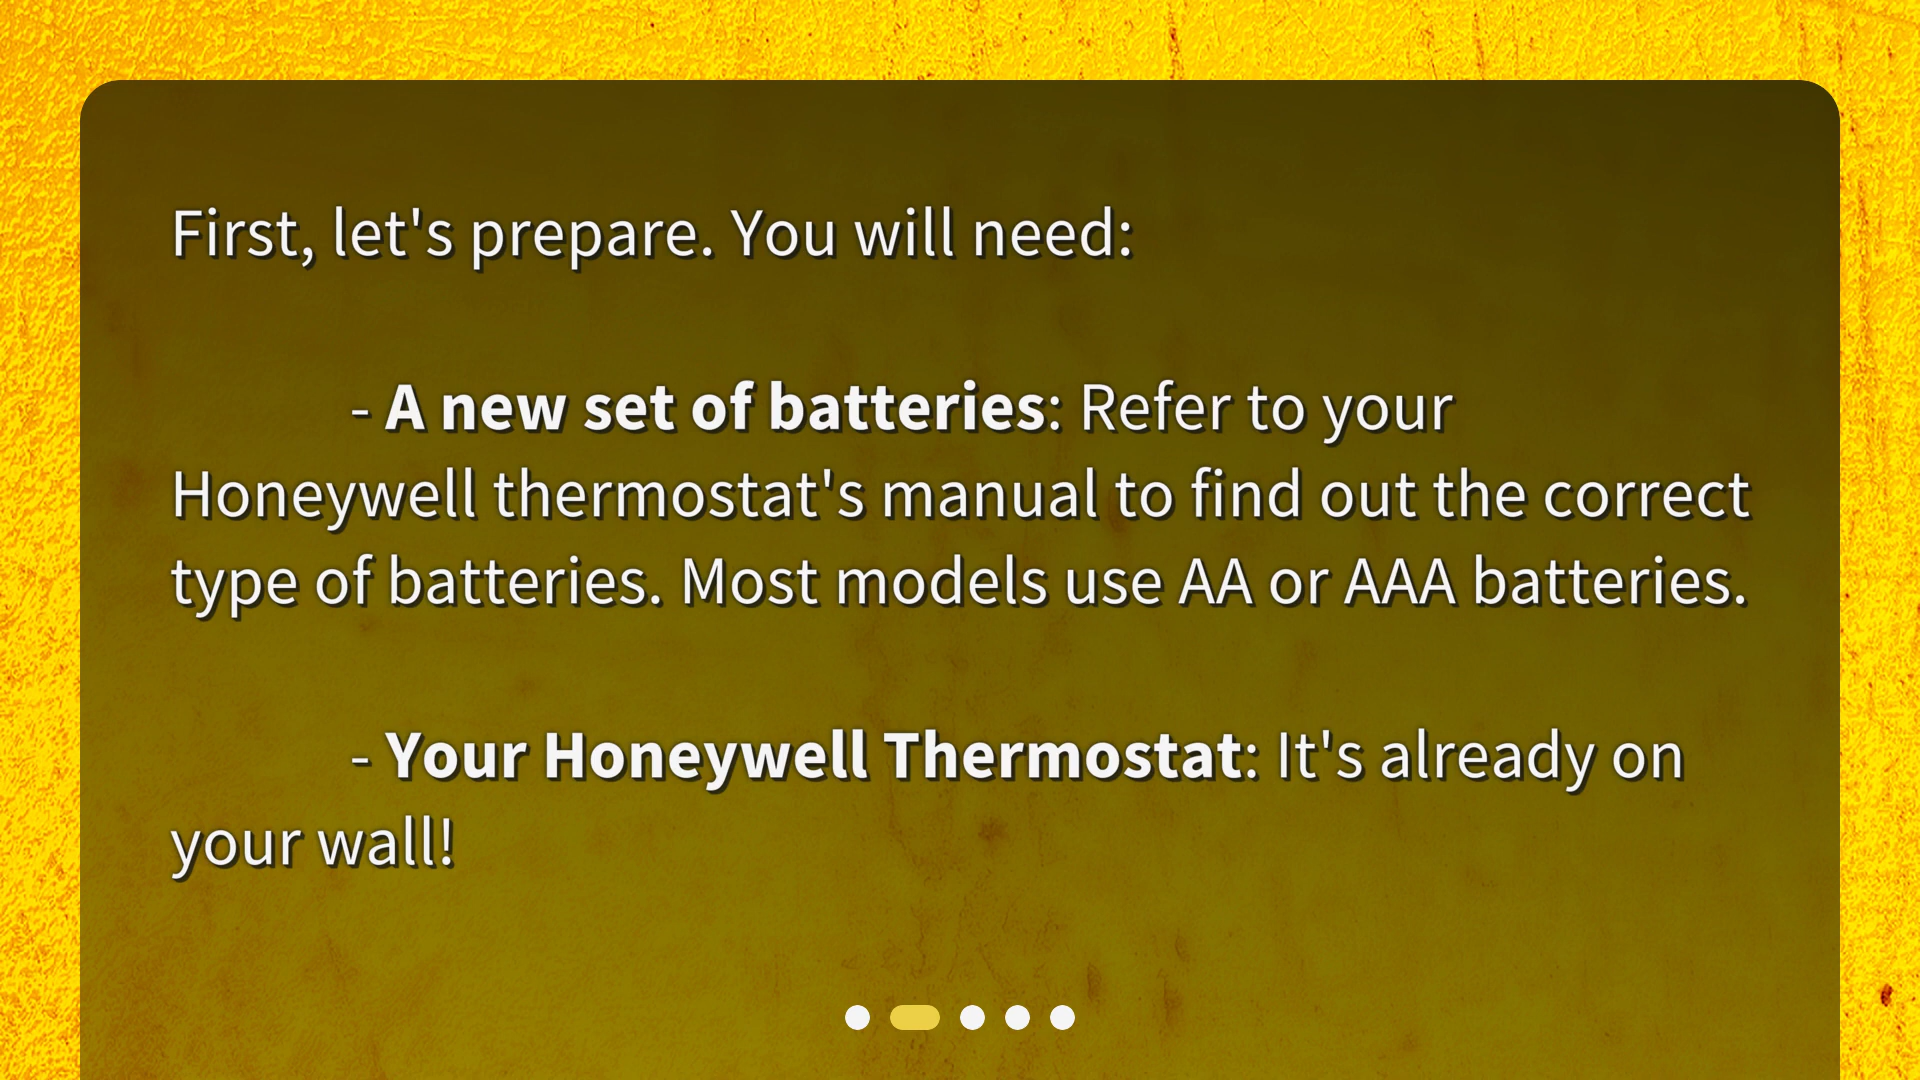 First, let's prepare. You will need:
- A new set of batteries: Refer to your
Honeywell thermostat's manual to find out the correct
type of batteries. Most models use AA or AAA batteries.
- Your Honeywell Thermostat: It's already on
your wall!